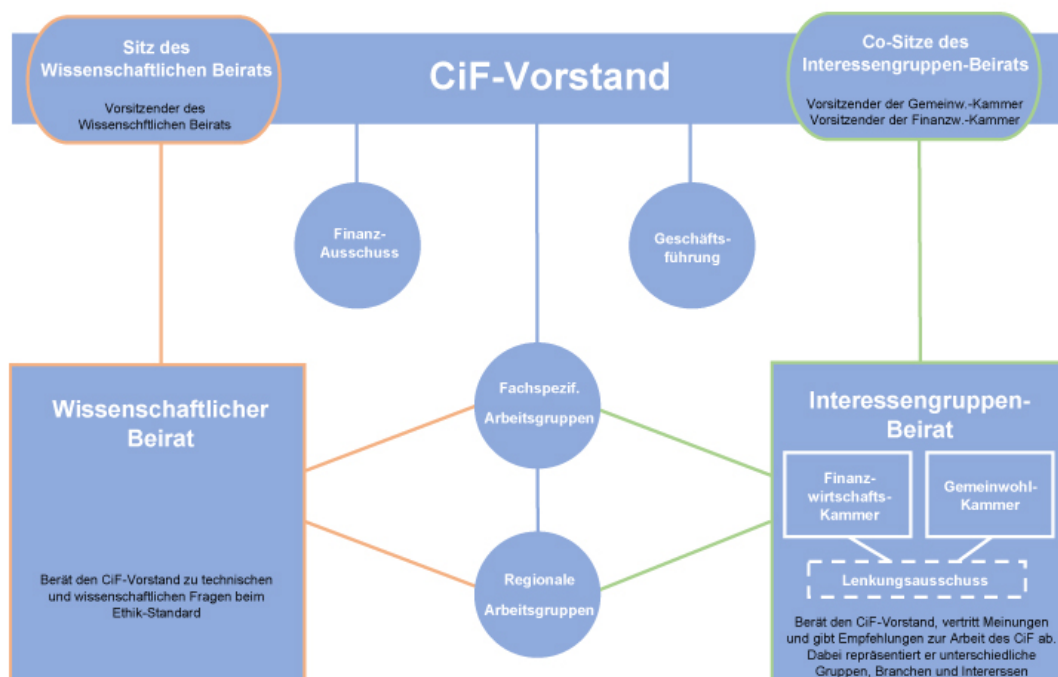 Sitz des
Wissenschaftlichen Beirats
Vorsitzender des
Wissenschftlichen Beirats
CiF-Vorstand
Co-Sitze des
Interessengruppen-Beirats
Vorsitzender der Gemeinw.-Kammer
Vorsitzender der Finanzw.-Kammer
Finanz-
Ausschuss
Geschäfts-
führung
Wissenschaftlicher
Beirat
Berät den CiF-Vorstand zu technischen
und wissenschaftlichen Fragen beim
Ethik-Standard
Fachspezif.
Arbeitsgruppen
Regionale
Arbeitsgruppen
Interessengruppen-
Beirat
Finanz-
wirtschafts-
Kammer
Gemeinwohl-
Kammer
Lenkungsausschuss
Berät den CiF-Vorstand, vertritt Meinungen
und gibt Empfehlungen zur Arbeit des CiF ab.
Dabei repräsentiert er unterschiedliche
Gruppen, Branchen und Intererssen